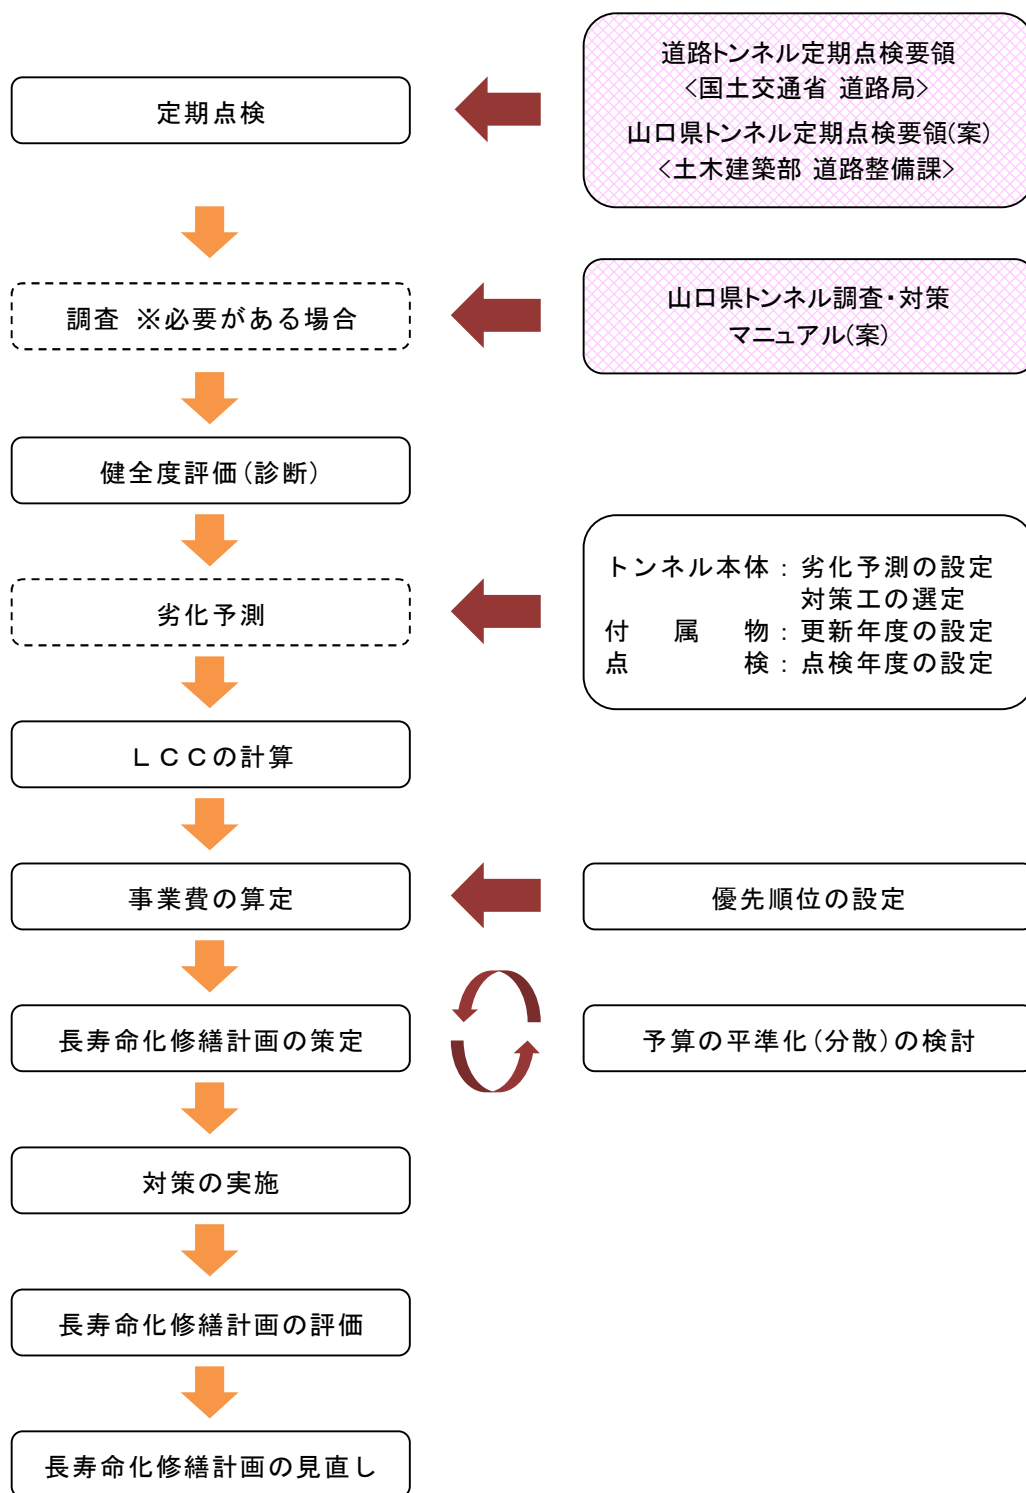 定期点検
道路トンネル定期点検要領
<国土交通省 道路局>
山口県トンネル定期点検要領(案)
<土木建築部 道路整備課>
調査 ※必要がある場合
山口県トンネル調査・対策
マニュアル(案)
健全度評価(診断)
劣化予測
トンネル本体：劣化予測の設定
対策工の選定
付属物：更新年度の設定
点検：点検年度の設定
ＬＣＣの計算
事業費の算定
優先順位の設定
長寿命化修繕計画の策定
予算の平準化(分散)の検討
対策の実施
長寿命化修繕計画の評価
長寿命化修繕計画の見直し